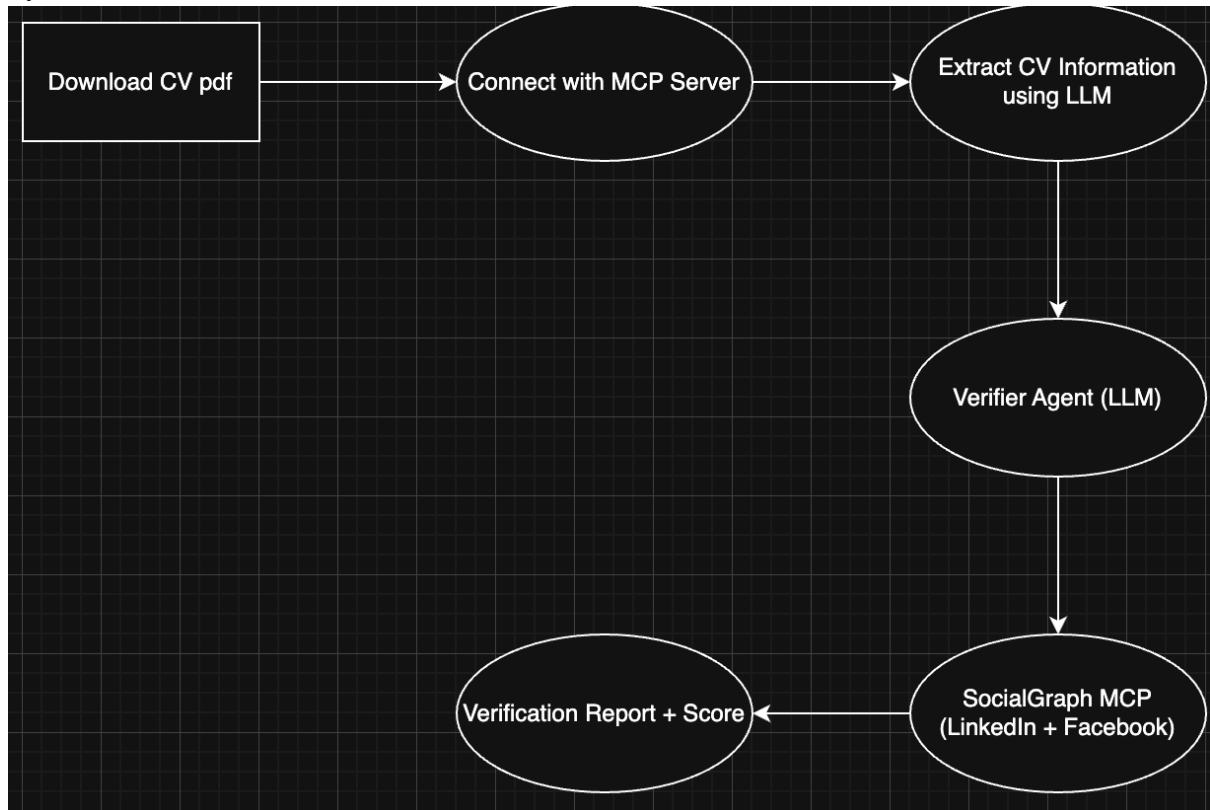 Download CV pdf
Connect with MCP Server
Extract CV Information
using LLM
Verifier Agent (LLM)
SocialGraph MCP
(LinkedIn + Facebook)
Verification Report + Score